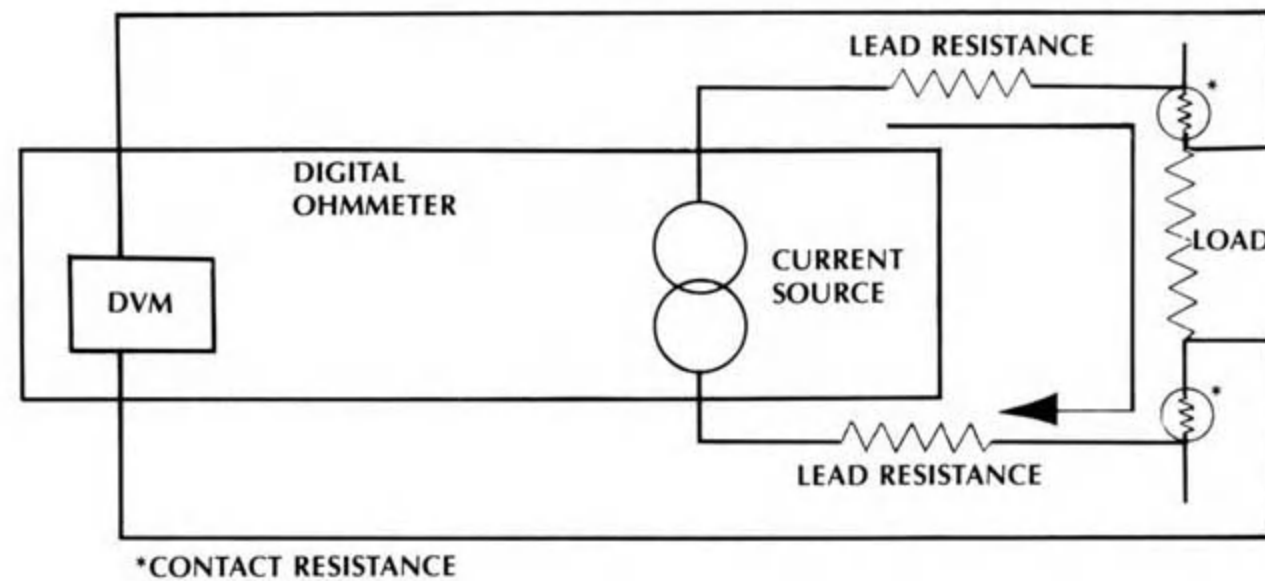 LEAD RESISTANCE
*
DIGITAL
OHMMETER
DVM
CURRENT
SOURCE
LOAD
*
LEAD RESISTANCE
*CONTACT RESISTANCE